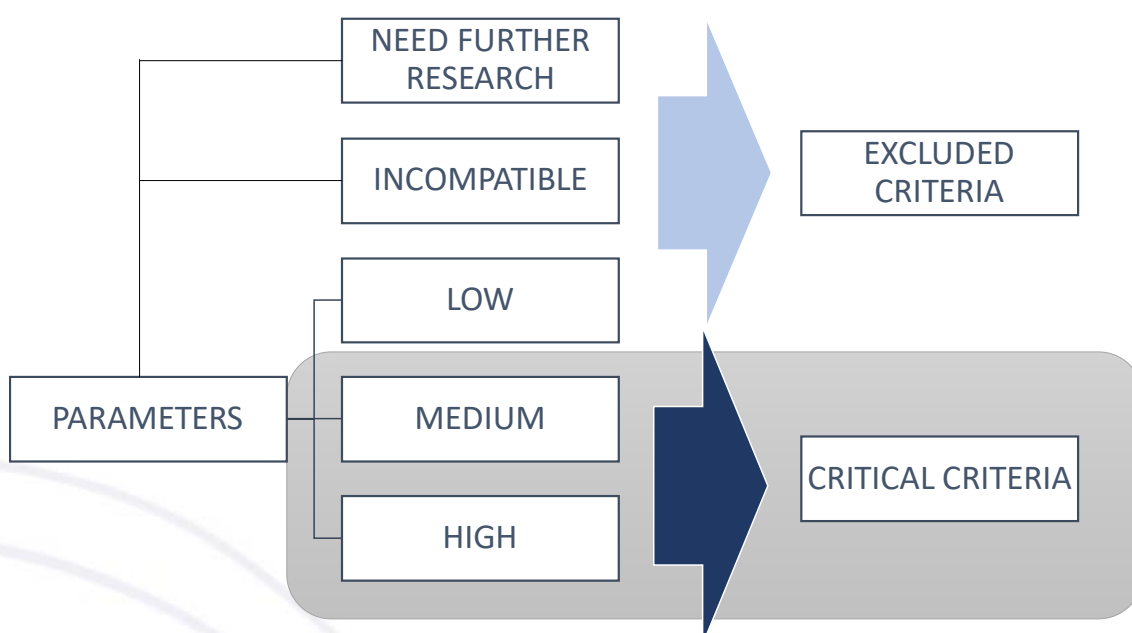 NEED FURTHER
RESEARCH
INCOMPATIBLE
EXCLUDED
CRITERIA
LOW
PARAMETERS
MEDIUM
HIGH
CRITICAL CRITERIA